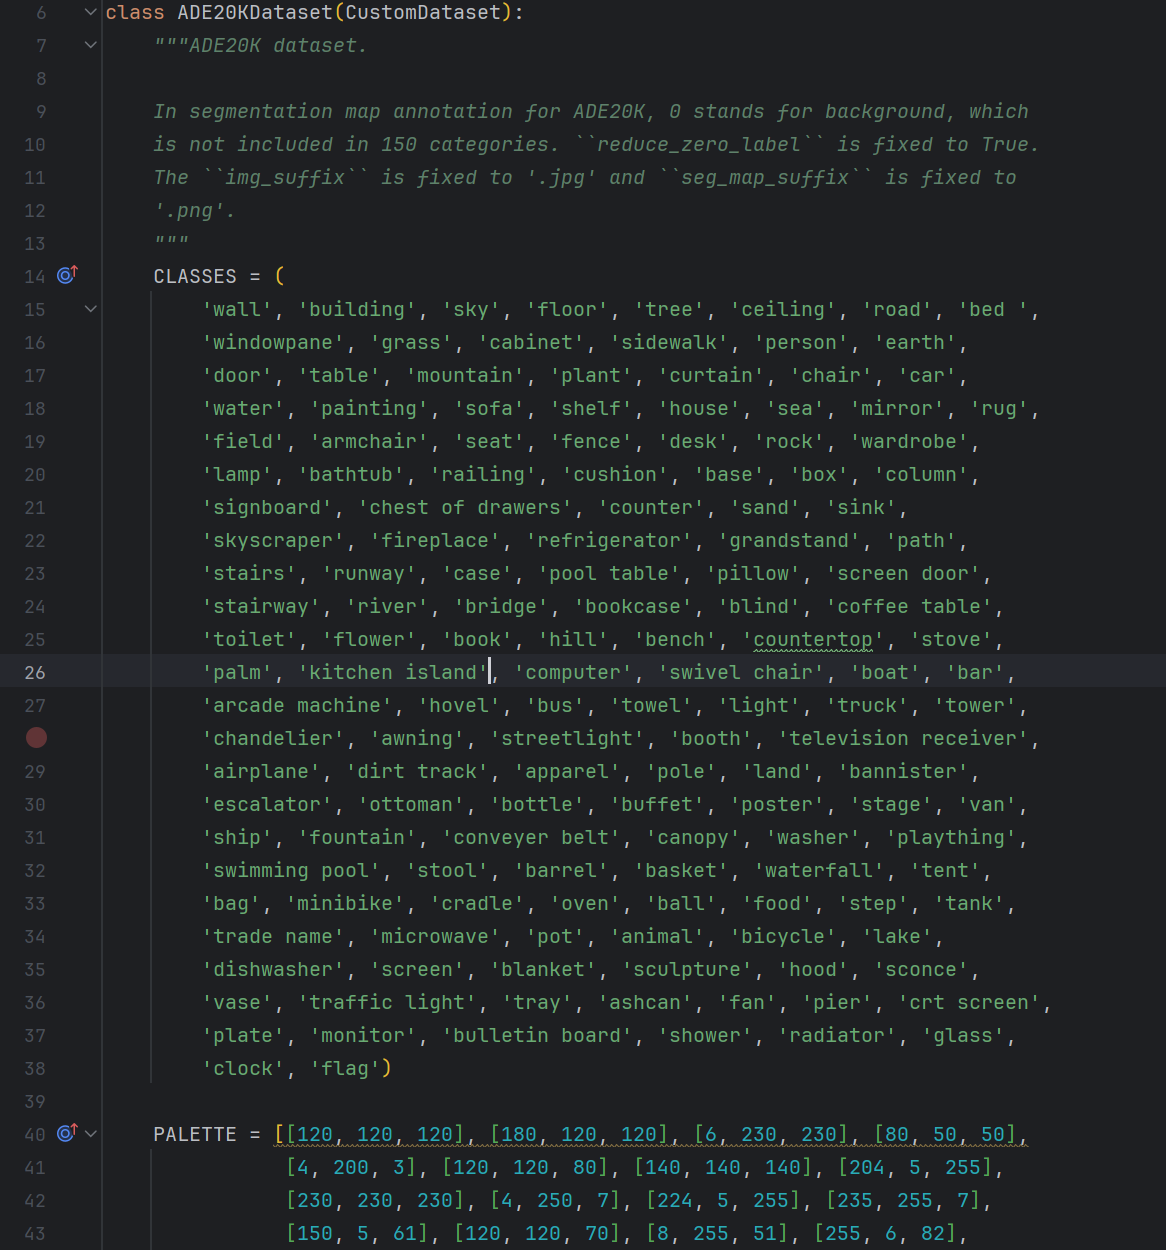 6 class ADE20KDataset(CustomDataset):
7 """ADE20K dataset.
8
9 In segmentation map annotation for ADE20K, 0 stands for background, which
10 is not included in 150 categories. ``reduce_zero_label`` is fixed to True.
11 The ``img_suffix`` is fixed to '.jpg' and ``seg_map_suffix`` is fixed to
12 '.png'.
13 """
14 CLASSES = (
15 'wall', 'building', 'sky', 'floor', 'tree', 'ceiling', 'road', 'bed ',
16 'windowpane', 'grass', 'cabinet', 'sidewalk', 'person', 'earth',
17 'door', 'table', 'mountain', 'plant', 'curtain', 'chair', 'car',
18 'water', 'painting', 'sofa', 'shelf', 'house', 'sea', 'mirror', 'rug',
19 'field', 'armchair', 'seat', 'fence', 'desk', 'rock', 'wardrobe',
20 'lamp', 'bathtub', 'railing', 'cushion', 'base', 'box', 'column',
21 'signboard', 'chest of drawers', 'counter', 'sand', 'sink',
22 'skyscraper', 'fireplace', 'refrigerator', 'grandstand', 'path',
23 'stairs', 'runway', 'case', 'pool table', 'pillow', 'screen door',
24 'stairway', 'river', 'bridge', 'bookcase', 'blind', 'coffee table',
25 'toilet', 'flower', 'book', 'hill', 'bench', 'countertop', 'stove',
26 'palm', 'kitchen island', 'computer', 'swivel chair', 'boat', 'bar',
27 'arcade machine', 'hovel', 'bus', 'towel', 'light', 'truck', 'tower',
'chandelier', 'awning', 'streetlight', 'booth', 'television receiver',
29 'airplane', 'dirt track', 'apparel', 'pole', 'land', 'bannister',
30 'escalator', 'ottoman', 'bottle', 'buffet', 'poster', 'stage', 'van',
31 'ship', 'fountain', 'conveyer belt', 'canopy', 'washer', 'plaything',
32 'swimming pool', 'stool', 'barrel', 'basket', 'waterfall', 'tent',
33 'bag', 'minibike', 'cradle', 'oven', 'ball', 'food', 'step', 'tank',
34 'trade name', 'microwave', 'pot', 'animal', 'bicycle', 'lake',
35 'dishwasher', 'screen', 'blanket', 'sculpture', 'hood', 'sconce',
36 'vase', 'traffic light', 'tray', 'ashcan', 'fan', 'pier', 'crt screen',
37 'plate', 'monitor', 'bulletin board', 'shower', 'radiator', 'glass',
38 'clock', 'flag')
39
40 PALETTE = [[120, 120, 120], [180, 120, 120], [6, 230, 230], [80, 50, 50],
41 [4, 200, 3], [120, 120, 80], [140, 140, 140], [204, 5, 255],
42 [230, 230, 230], [4, 250, 7], [224, 5, 255], [235, 255, 7],
43 [150, 5, 61], [120, 120, 70], [8, 255, 51], [255, 6, 82],